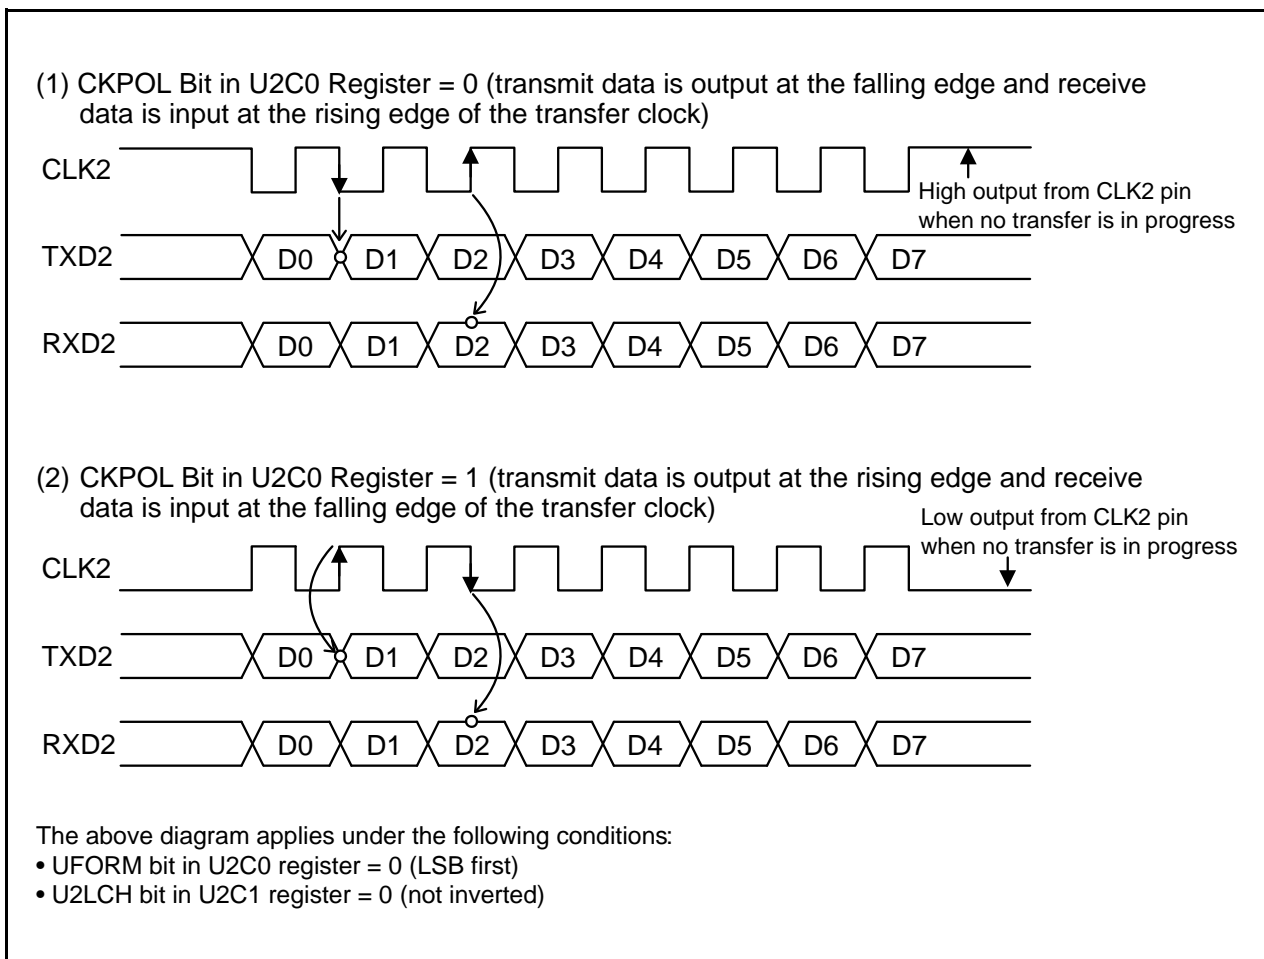 (1) CKPOL Bit in U2C0 Register = 0 (transmit data is output at the falling edge and receive
data is input at the rising edge of the transfer clock)
CLK2
High output from CLK2 pin
when no transfer is in progress
TXD2 D0 D1 D2 D3 D4 D5 D6 D7
RXD2 D0 D1 D2 D3 D4 D5 D6 D7
(2) CKPOL Bit in U2C0 Register = 1 (transmit data is output at the rising edge and receive
data is input at the falling edge of the transfer clock)
Low output from CLK2 pin
when no transfer is in progress
CLK2
TXD2 D0 D1 D2 D3 D4 D5 D6 D7
RXD2 D0 D1 D2 D3 D4 D5 D6 D7
The above diagram applies under the following conditions:
• UFORM bit in U2C0 register = 0 (LSB first)
• U2LCH bit in U2C1 register = 0 (not inverted)